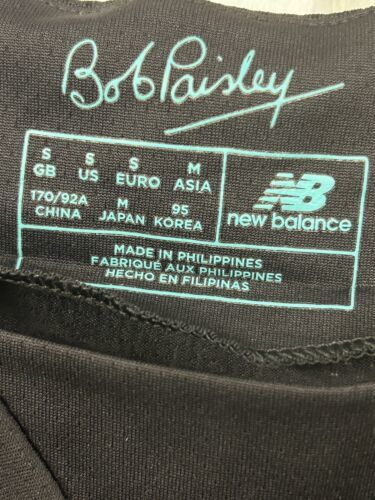 Bob Paisley
S S S M
GB US EURO ASIA
170/92A M 95
CHINA JAPAN KOREA
NB
new balance
MADE IN PHILIPPINES
FABRIQUÉ AUX PHILIPPINES
HECHO EN FILIPINAS